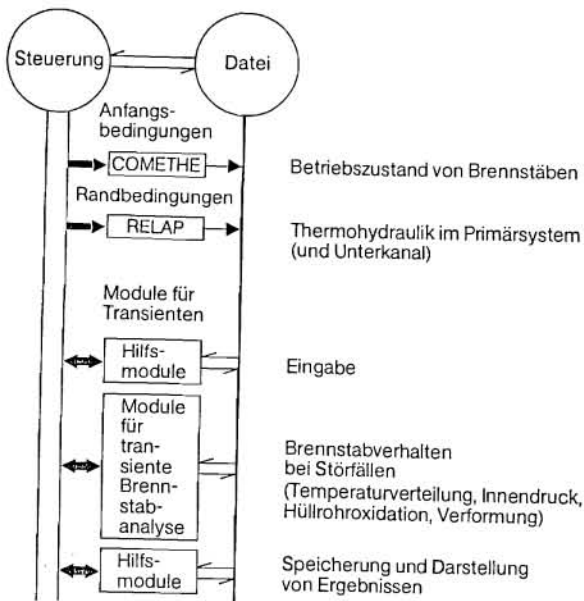 Steuerung
Datei
Anfangs-
bedingungen
COMETHE
Betriebszustand von Brennstäben
Randbedingungen
RELAP
Thermohydraulik im Primärsystem
(und Unterkanal)
Module für
Transienten
Hilfs-
module
Eingabe
Module
für
tran-
siente
Brenn-
stab-
analyse
Brennstabverhalten
bei Störfällen
(Temperaturverteilung, Innendruck,
Hüllrohroxidation, Verformung)
Hilfs-
module
Speicherung und Darstellung
von Ergebnissen